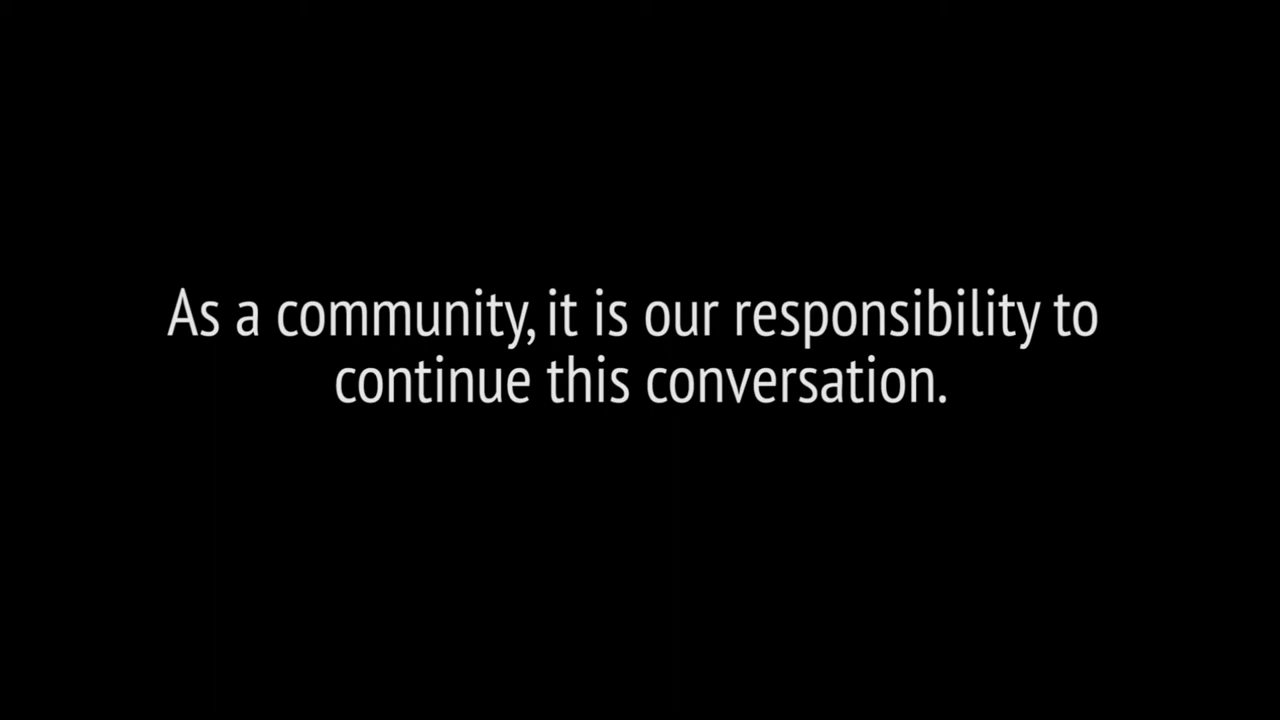 As a community, it is our responsibility to
continue this conversation.